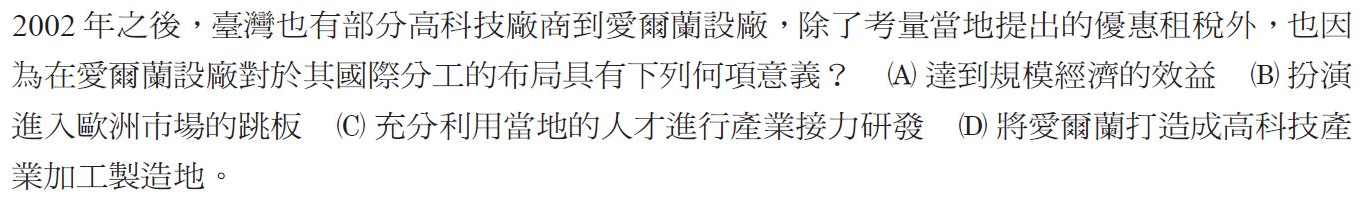 2002 年之後，臺灣也有部分高科技廠商到愛爾蘭設廠，除了考量當地提出的優惠租稅外，也因
為在愛爾蘭設廠對於其國際分工的布局具有下列何項意義？　(A) 達到規模經濟的效益　(B) 扮演
進入歐洲市場的跳板　(C) 充分利用當地的人才進行產業接力研發　(D) 將愛爾蘭打造成高科技產
業加工製造地。